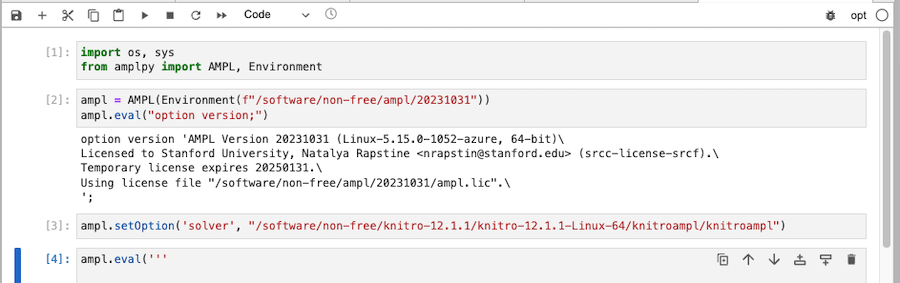 Code
opt
[1]:
import os, sys
from amplpy import AMPL, Environment
[2]:
ampl = AMPL(Environment(f"/software/non-free/ampl/20231031"))
ampl.eval("option version;")
option version 'AMPL Version 20231031 (Linux-5.15.0-1052-azure, 64-bit)\
Licensed to Stanford University, Natalya Rapstine <nrapstin@stanford.edu> (srcc-license-srcf).\
Temporary license expires 20250131.\
Using license file "/software/non-free/ampl/20231031/ampl.lic".\
';
[3]:
ampl.setOption('solver', "/software/non-free/knitro-12.1.1/knitro-12.1.1-Linux-64/knitroampl/knitroampl")
[4]:
ampl.eval('''